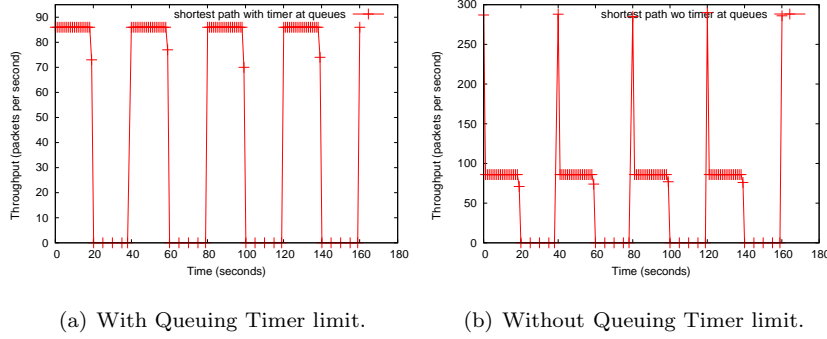 shortest path with timer at queues
90
80
70
60
50
40
30
20
10
0
Throughput (packets per second)
0 20 40 60 80 100 120 140 160 180
Time (seconds)
(a) With Queuing Timer limit.
shortest path wo timer at queues
300
250
200
150
100
50
0
Throughput (packets per second)
0 20 40 60 80 100 120 140 160 180
Time (seconds)
(b) Without Queuing Timer limit.